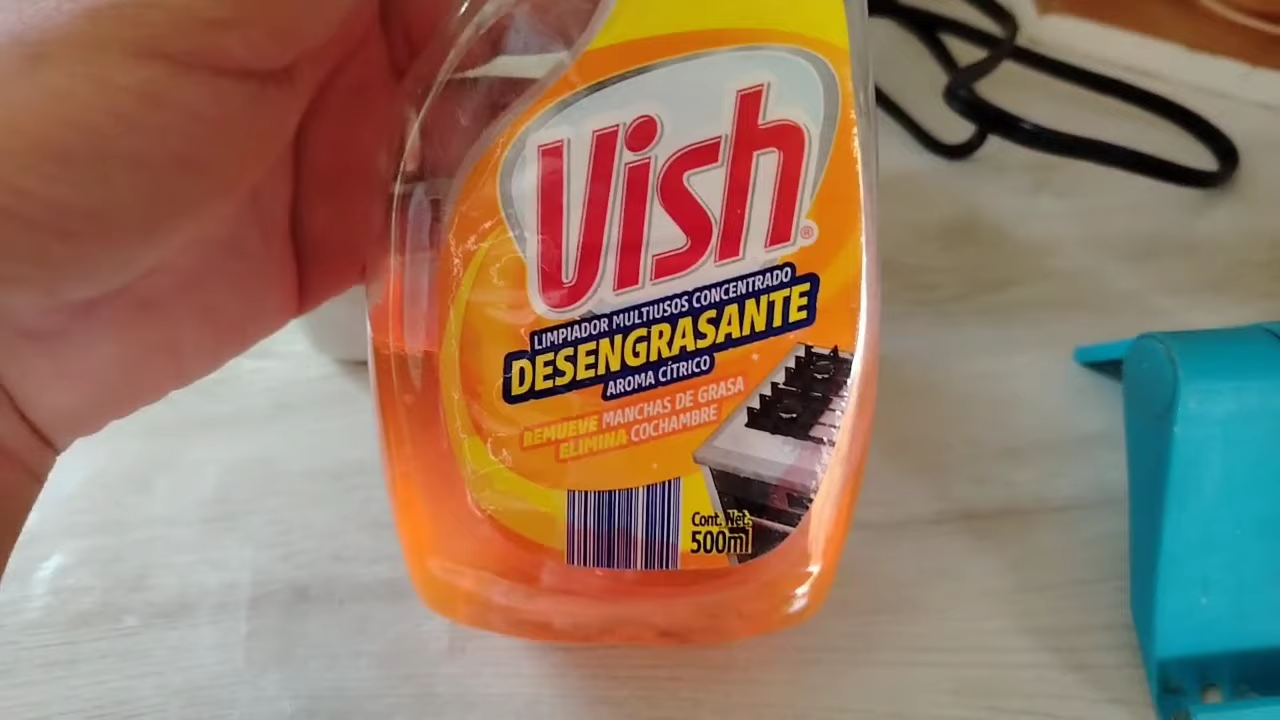 Vish®
LIMPIADOR MULTIUSOS CONCENTRADO
DESENGRASANTE
AROMA CÍTRICO
REMUEVE MANCHAS DE GRASA
ELIMINA COCHAMBRE
Cont. Net.
500ml